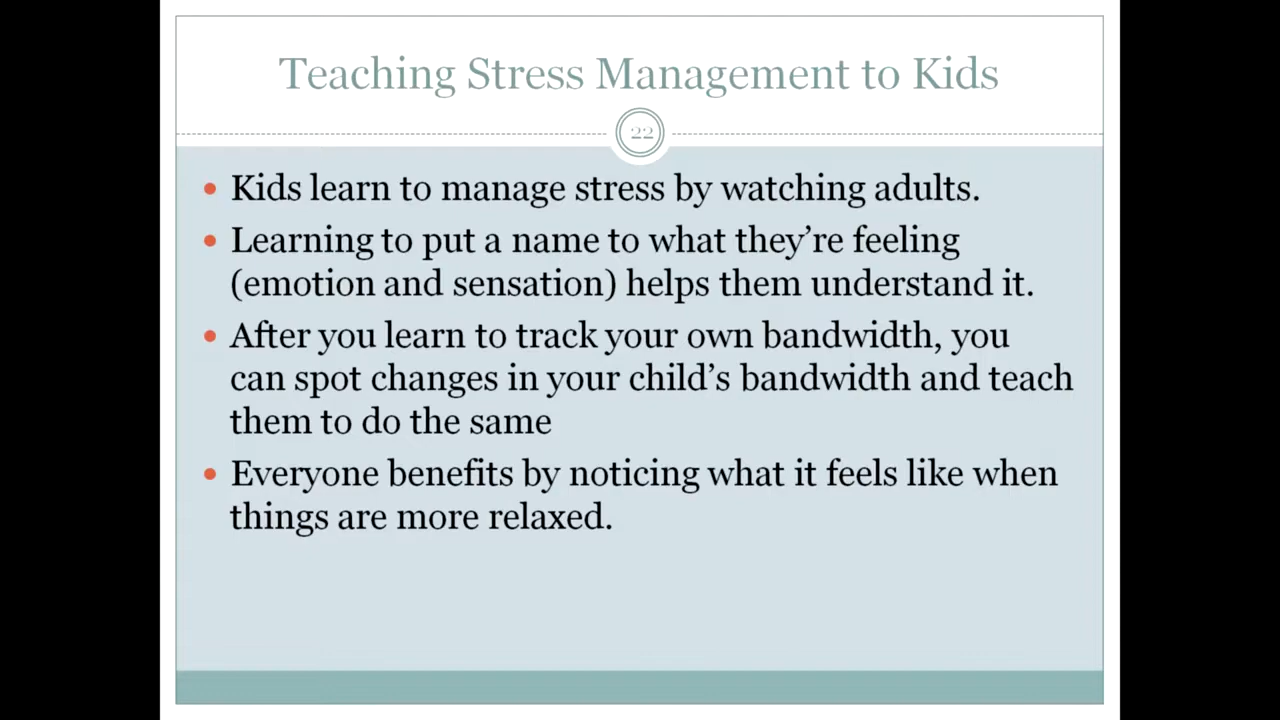 Teaching Stress Management to Kids
22
• Kids learn to manage stress by watching adults.
• Learning to put a name to what they’re feeling
(emotion and sensation) helps them understand it.
• After you learn to track your own bandwidth, you
can spot changes in your child’s bandwidth and teach
them to do the same
• Everyone benefits by noticing what it feels like when
things are more relaxed.